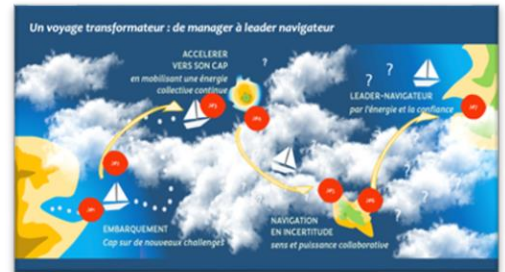 Un voyage transformateur : de manager à leader navigateur
ACCELERER
VERS SON CAP
en mobilisant une énergie
collective continue
?
? ?
LEADER-NAVIGATEUR
par l'énergie et la confiance
EMBARQUEMENT
Cap sur de nouveaux challenges
NAVIGATION
EN INCERTITUDE
sens et puissance collaborative